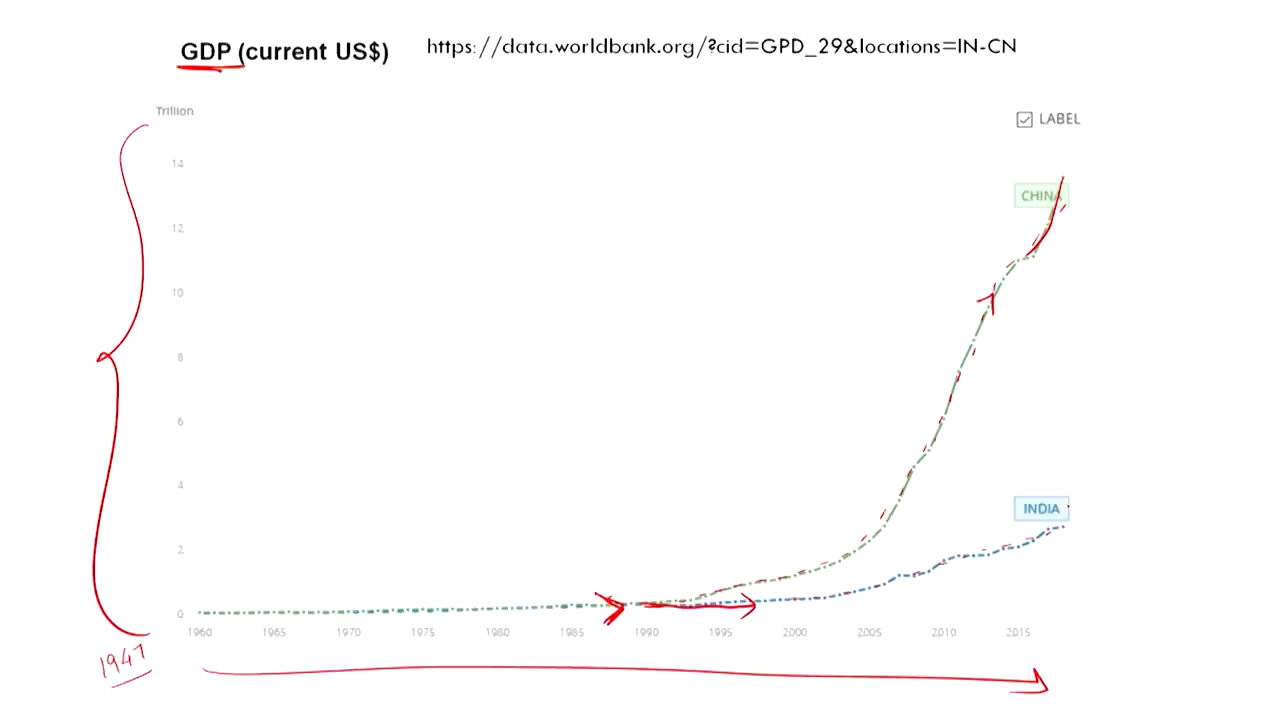 GDP (current US$)
https://data.worldbank.org/?cid=GPD_29&locations=IN-CN
Trillion
LABEL
14
CHINA
12
10
8
6
4
INDIA
2
0
1960 1965 1970 1975 1980 1985 1990 1995 2000 2005 2010 2015
1947